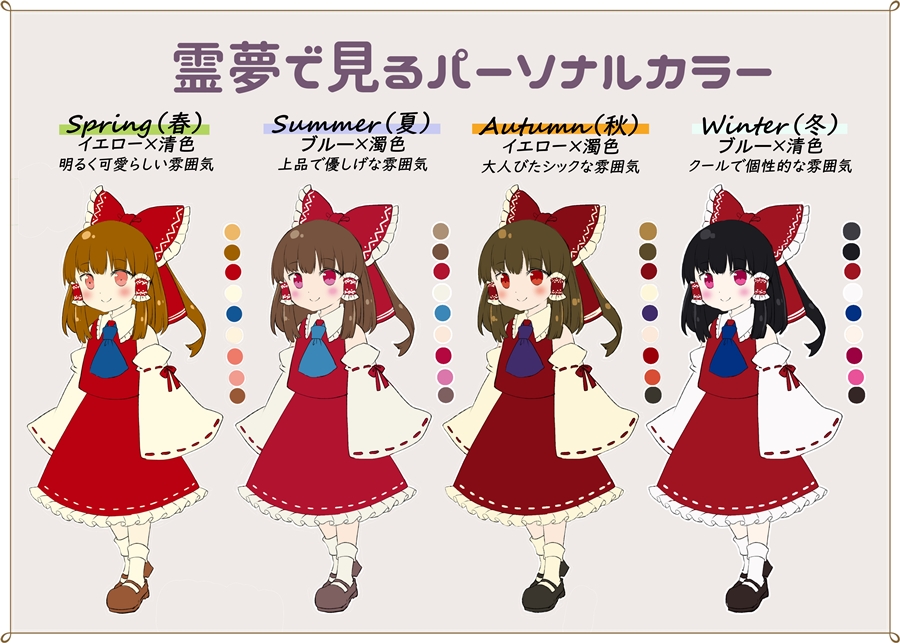 霊夢で見るパーソナルカラー
Spring（春）
イエロー×清色
明るく可愛らしい雰囲気
Summer（夏）
ブルー×濁色
上品で優しげな雰囲気
Autumn（秋）
イエロー×濁色
大人びたシックな雰囲気
Winter（冬）
ブルー×清色
クールで個性的な雰囲気